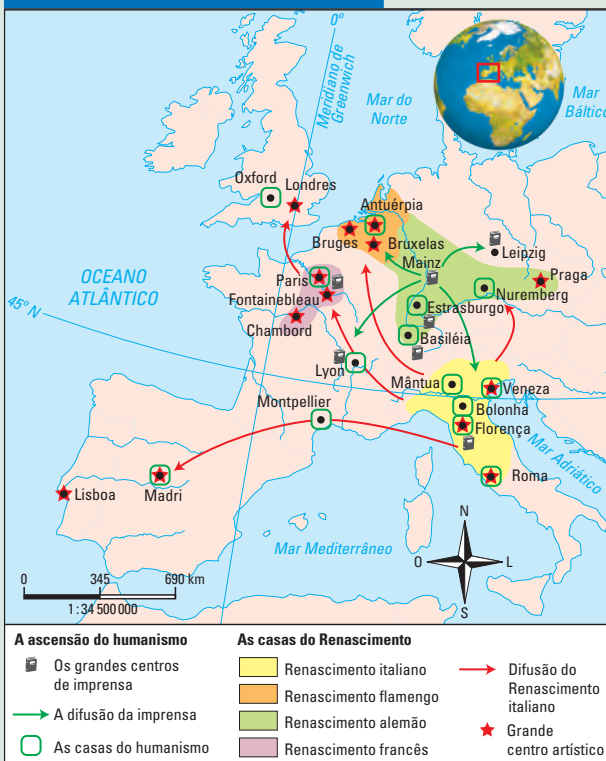 0º
Meridiano de
Greenwich
Mar do
Norte
Mar
Báltico
Oxford
Londres
Antuérpia
Bruges
Bruxelas
Mainz
Leipzig
Praga
OCEANO
ATLÂNTICO
Paris
Fontainebleau
Nuremberg
Estrasburgo
45º N
Chambord
Basiléia
Lyon
Mântua
Veneza
Montpellier
Bolonha
Florença
Mar Adriático
Lisboa
Madri
Roma
Mar Mediterrâneo
N
O
L
S
0 345 690 km
1 : 34 500 000
A ascensão do humanismo
Os grandes centros
de imprensa
A difusão da imprensa
As casas do humanismo
As casas do Renascimento
Renascimento italiano
Renascimento flamengo
Renascimento alemão
Renascimento francês
Difusão do
Renascimento
italiano
Grande
centro artístico